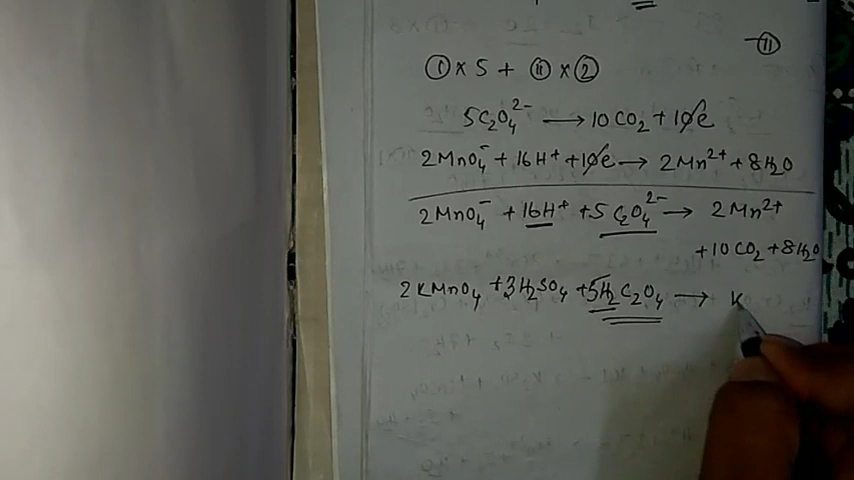 (II)
(I) × 5 + (II) × (2)
5C₂O₄²⁻ → 10CO₂ + 10e
2MnO₄⁻ + 16H⁺ + 10e → 2Mn²⁺ + 8H₂O
2MnO₄⁻ + 16H⁺ + 5C₂O₄²⁻ → 2Mn²⁺
+ 10CO₂ + 8H₂O
2KMnO₄ + 3H₂SO₄ + 5H₂C₂O₄ → K